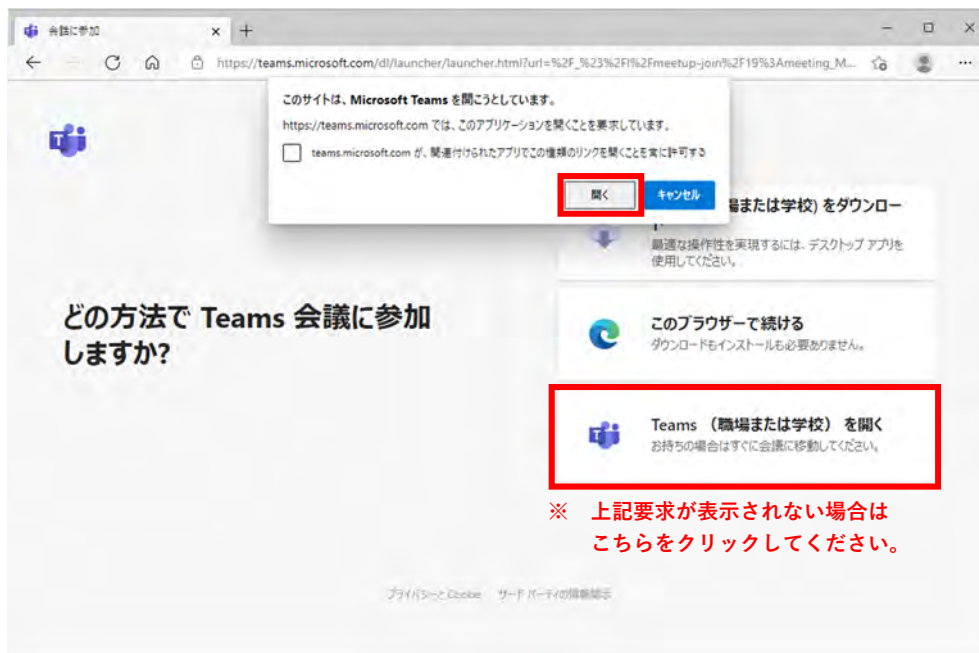 会議に参加
https://teams.microsoft.com/dl/launcher/launcher.html?url=%2F_%23%2Fl%2Fmeetup-join%2F19%3Ameeting_M...
このサイトは、Microsoft Teams を開こうとしています。
https://teams.microsoft.com では、このアプリケーションを開くことを要求しています。
teams.microsoft.com が、関連付けられたアプリでこの種類のリンクを開くことを常に許可する
開く キャンセル
場または学校) をダウンロー
最適な操作性を実現するには、デスクトップ アプリを
使用してください。
どの方法で Teams 会議に参加
しますか?
このブラウザーで続ける
ダウンロードもインストールも必要ありません。
Teams （職場または学校） を開く
お持ちの場合はすぐに会議に移動してください。
※ 上記要求が表示されない場合は
こちらをクリックしてください。
プライバシーと Cookie サード パーティの情報開示